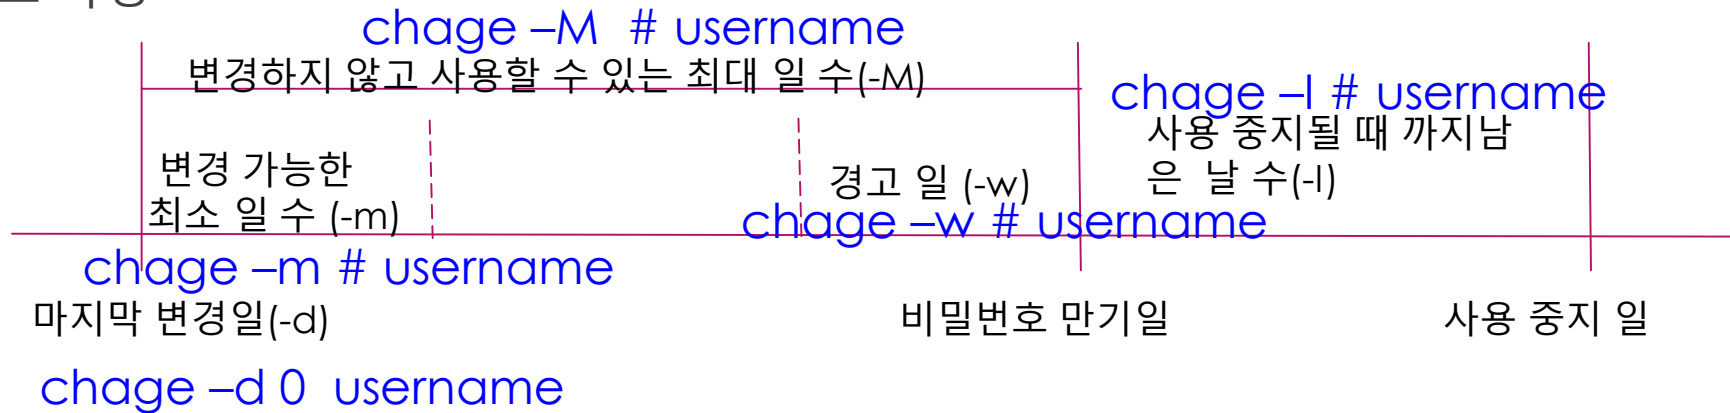 chage –M # username
변경하지 않고 사용할 수 있는 최대 일 수(-M)
chage –I # username
사용 중지될 때 까지남
은 날 수(-I)
변경 가능한
최소 일 수 (-m)
경고 일 (-w)
chage –w # username
chage –m # username
마지막 변경일(-d)
비밀번호 만기일
사용 중지 일
chage –d 0 username